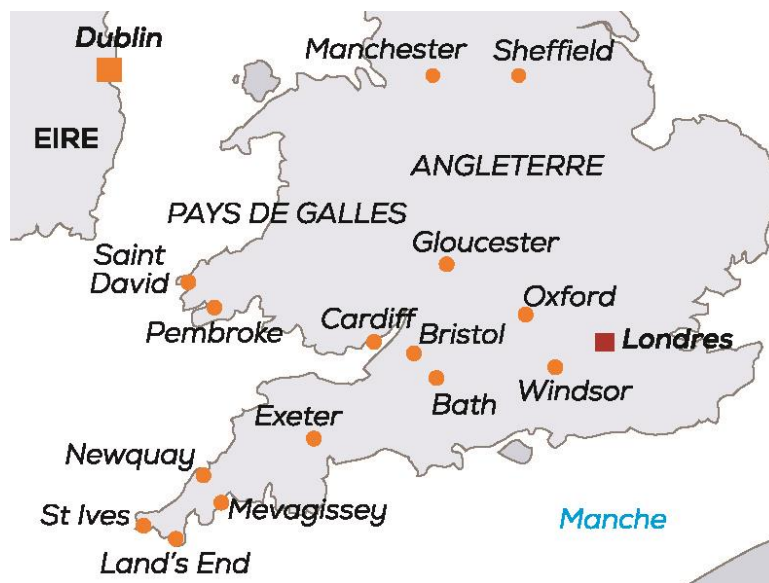 Dublin
Manchester
Sheffield
EIRE
ANGLETERRE
PAYS DE GALLES
Gloucester
Saint
David
Oxford
Pembroke
Cardiff
Bristol
Londres
Bath
Windsor
Exeter
Newquay
St Ives
Mevagissey
Manche
Land's End